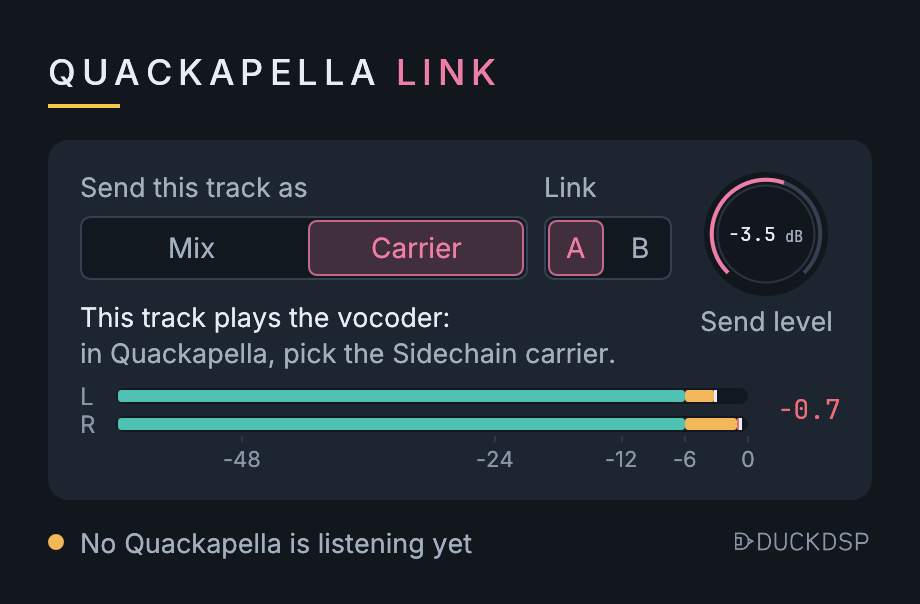 QUACKAPELLA LINK
Send this track as
Link
Mix
Carrier
A
B
-3.5 dB
Send level
This track plays the vocoder:
in Quackapella, pick the Sidechain carrier.
L
R
-0.7
-48
-24
-12
-6
0
No Quackapella is listening yet
DUCKDSP